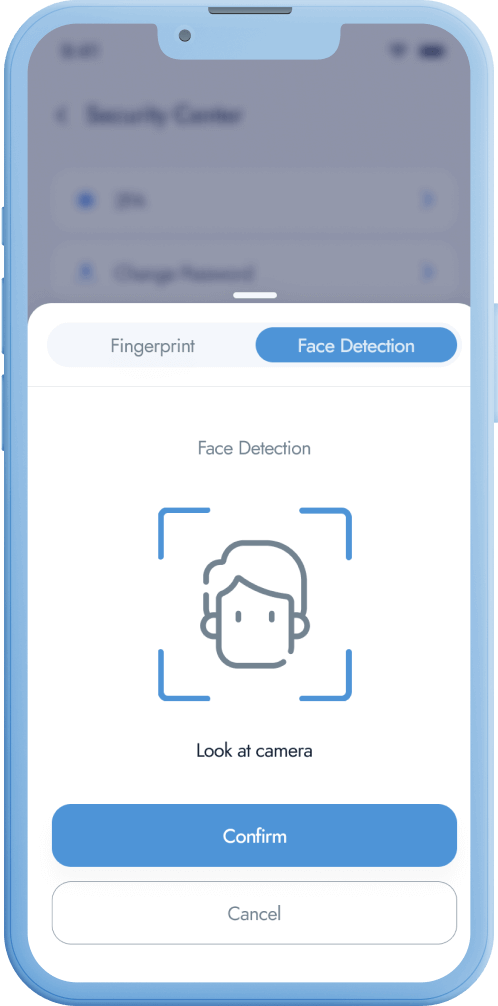 9:41
Security Center
2FA
Change Password
Fingerprint
Face Detection
Face Detection
Look at camera
Confirm
Cancel